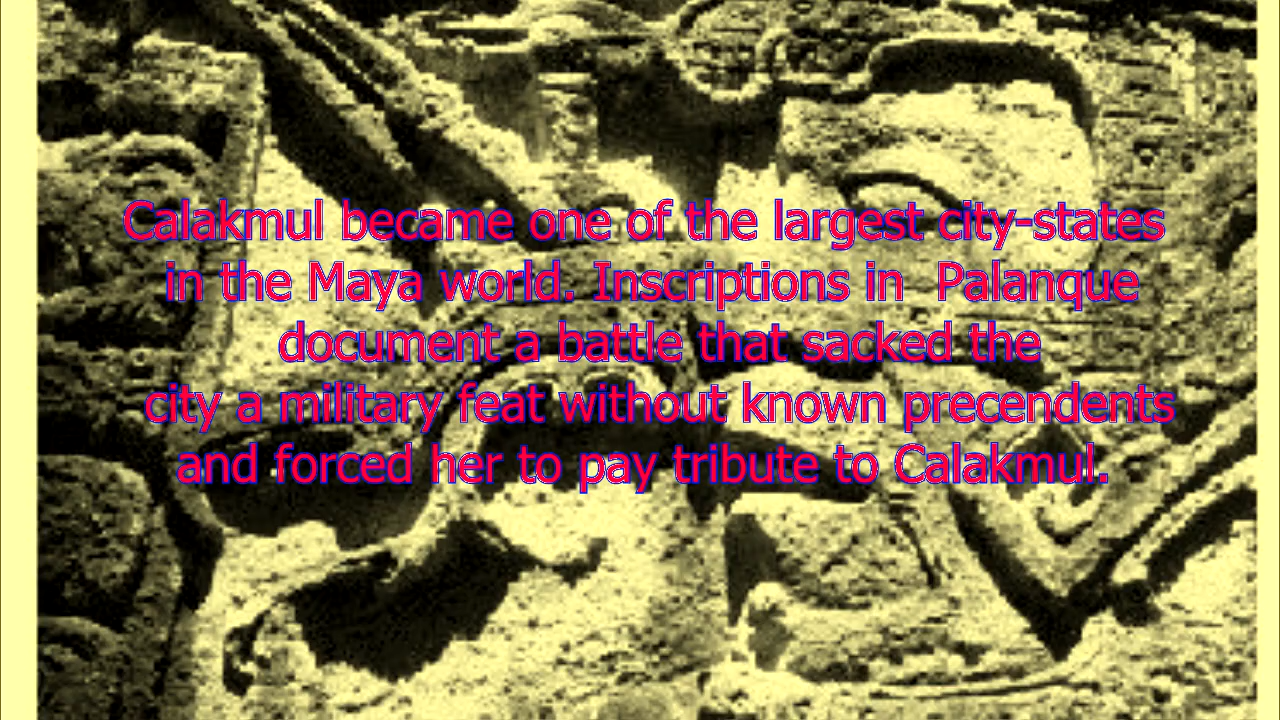 Calakmul became one of the largest city-states
in the Maya world. Inscriptions in  Palanque
document a battle that sacked the
city a military feat without known precendents
and forced her to pay tribute to Calakmul.